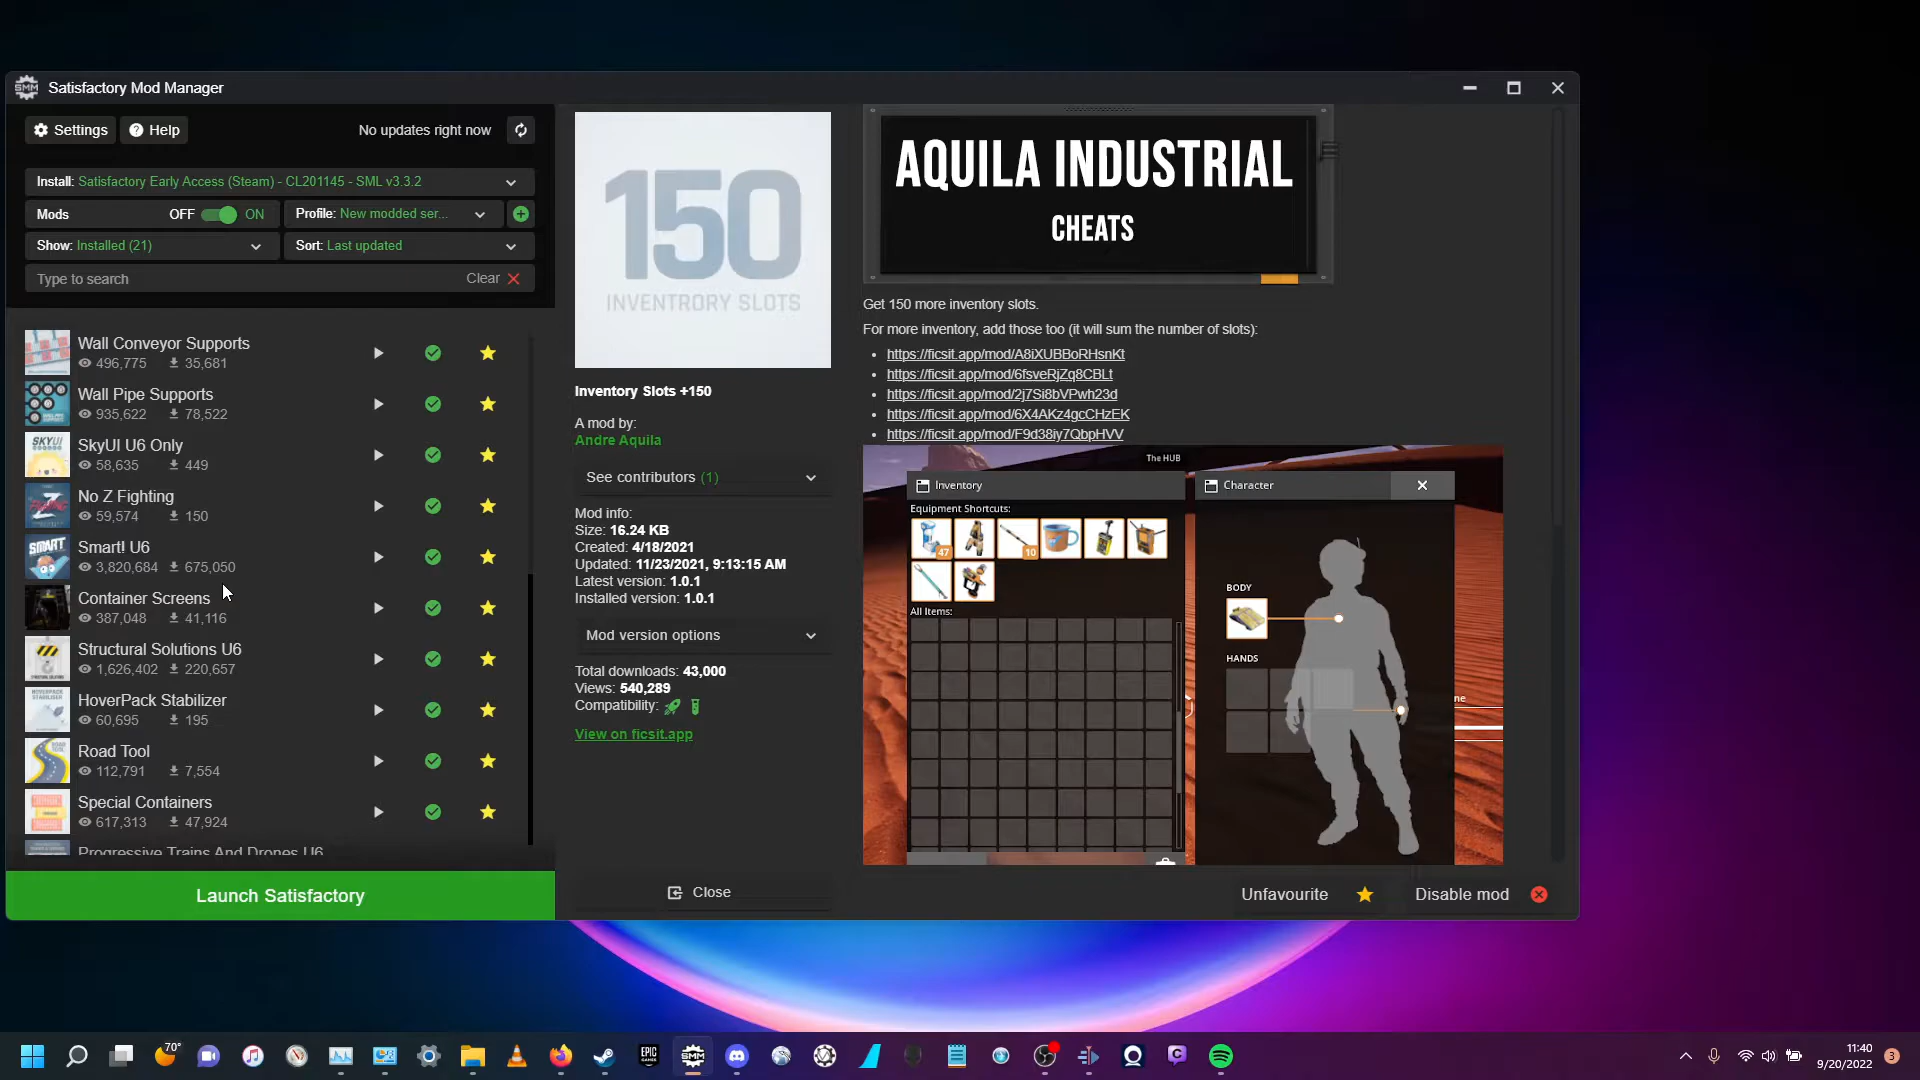 Satisfactory Mod Manager
Settings
Help
No updates right now
Install: Satisfactory Early Access (Steam) - CL201145 - SML v3.3.2
Mods
OFF
ON
Profile: New modded ser...
Show: Installed (21)
Sort: Last updated
Type to search
Clear
Wall Conveyor Supports
496,775 35,681
Wall Pipe Supports
935,622 78,522
SKYUI
SkyUI U6 Only
58,635 449
No Z Fighting
59,574 150
SMART!
Smart! U6
3,820,684 675,050
Container Screens
387,048 41,116
Structural Solutions U6
1,626,402 220,657
HoverPack Stabilizer
60,695 195
ROAD TOOL
Road Tool
112,791 7,554
Special Containers
617,313 47,924
Progressive Trains And Drones U6
Launch Satisfactory
150
INVENTRORY SLOTS
Inventory Slots +150
A mod by:
Andre Aquila
See contributors (1)
Mod info:
Size: 16.24 KB
Created: 4/18/2021
Updated: 11/23/2021, 9:13:15 AM
Latest version: 1.0.1
Installed version: 1.0.1
Mod version options
Total downloads: 43,000
Views: 540,289
Compatibility:
View on ficsit.app
Close
AQUILA INDUSTRIAL
CHEATS
Get 150 more inventory slots.
For more inventory, add those too (it will sum the number of slots):
• https://ficsit.app/mod/A8iXUBBoRHsnKt
• https://ficsit.app/mod/6fsveRjZq8CBLt
• https://ficsit.app/mod/2j7Si8bVPwh23d
• https://ficsit.app/mod/6X4AKz4gcCHzEK
• https://ficsit.app/mod/F9d38iy7QbpHVV
The HUB
Inventory
Character
Equipment Shortcuts:
47
10
All Items:
BODY
HANDS
ne
Unfavourite
Disable mod
70°
EPIC
GAMES
SMM
11:40
9/20/2022
3